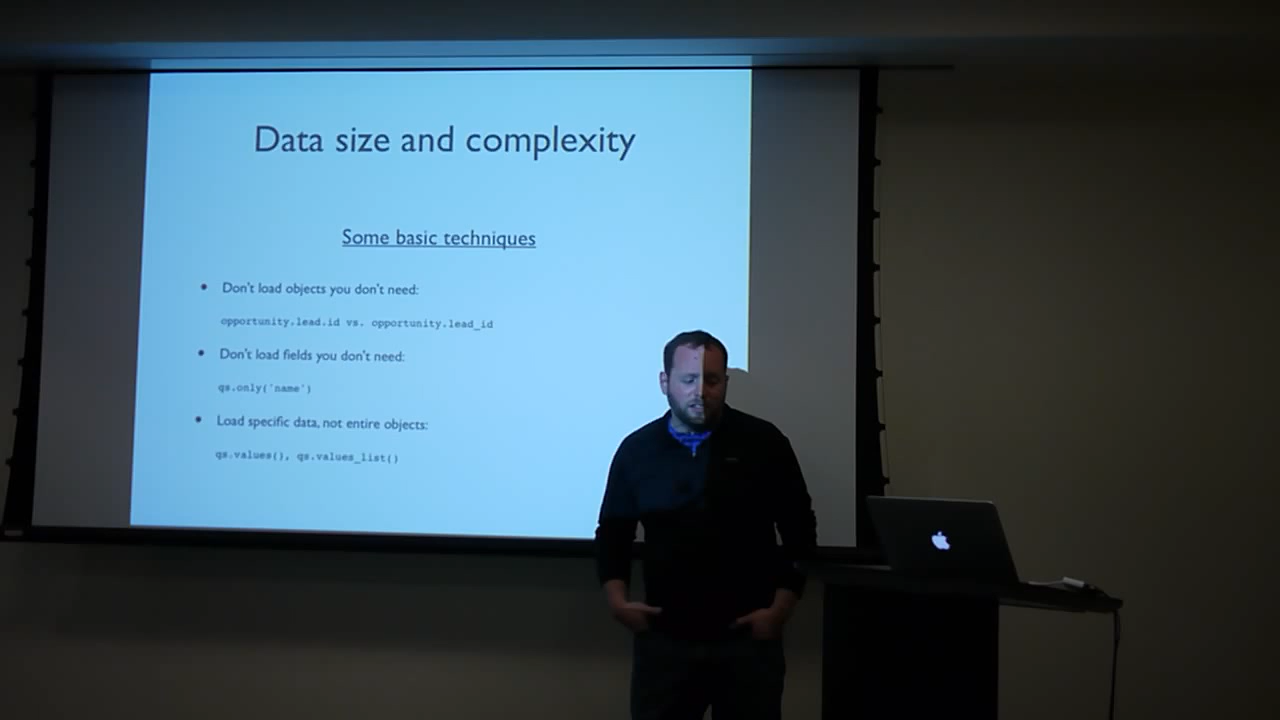 Data size and complexity
Some basic techniques
• Don't load objects you don't need:
opportunity.lead.id vs. opportunity.lead_id
• Don't load fields you don't need:
qs.only('name')
• Load specific data, not entire objects:
qs.values(), qs.values_list()